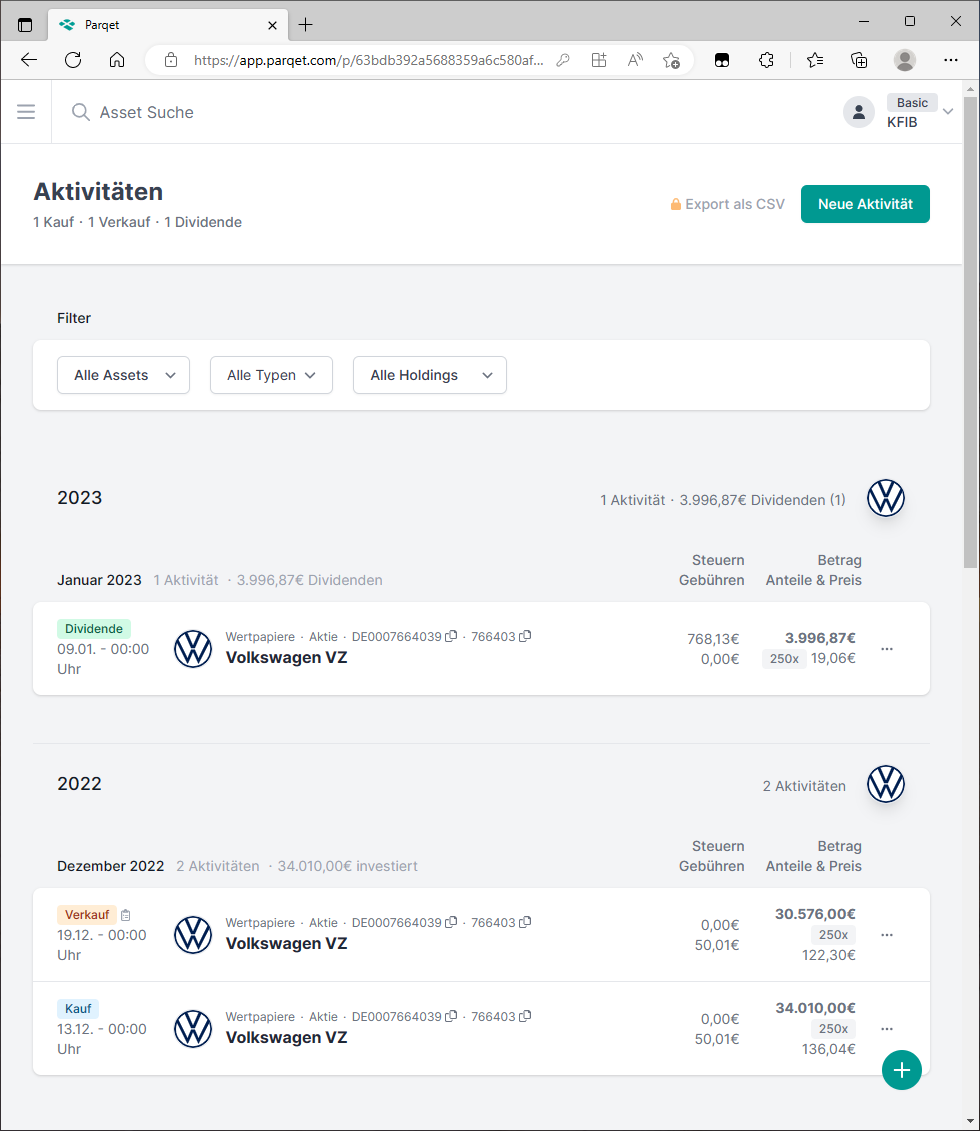 Parqet
https://app.parqet.com/p/63bdb392a5688359a6c580af...
Asset Suche
Basic
KFIB
Aktivitäten
1 Kauf · 1 Verkauf · 1 Dividende
Export als CSV
Neue Aktivität
Filter
Alle Assets
Alle Typen
Alle Holdings
2023
1 Aktivität · 3.996,87€ Dividenden (1)
Steuern Betrag
Januar 2023 1 Aktivität · 3.996,87€ Dividenden Gebühren Anteile & Preis
Dividende
09.01. - 00:00
Uhr
Wertpapiere · Aktie · DE0007664039 · 766403
Volkswagen VZ
768,13€
0,00€
3.996,87€
250x 19,06€
2022
2 Aktivitäten
Steuern Betrag
Dezember 2022 2 Aktivitäten · 34.010,00€ investiert Gebühren Anteile & Preis
Verkauf
19.12. - 00:00
Uhr
Wertpapiere · Aktie · DE0007664039 · 766403
Volkswagen VZ
0,00€
50,01€
30.576,00€
250x
122,30€
Kauf
13.12. - 00:00
Uhr
Wertpapiere · Aktie · DE0007664039 · 766403
Volkswagen VZ
0,00€
50,01€
34.010,00€
250x
136,04€